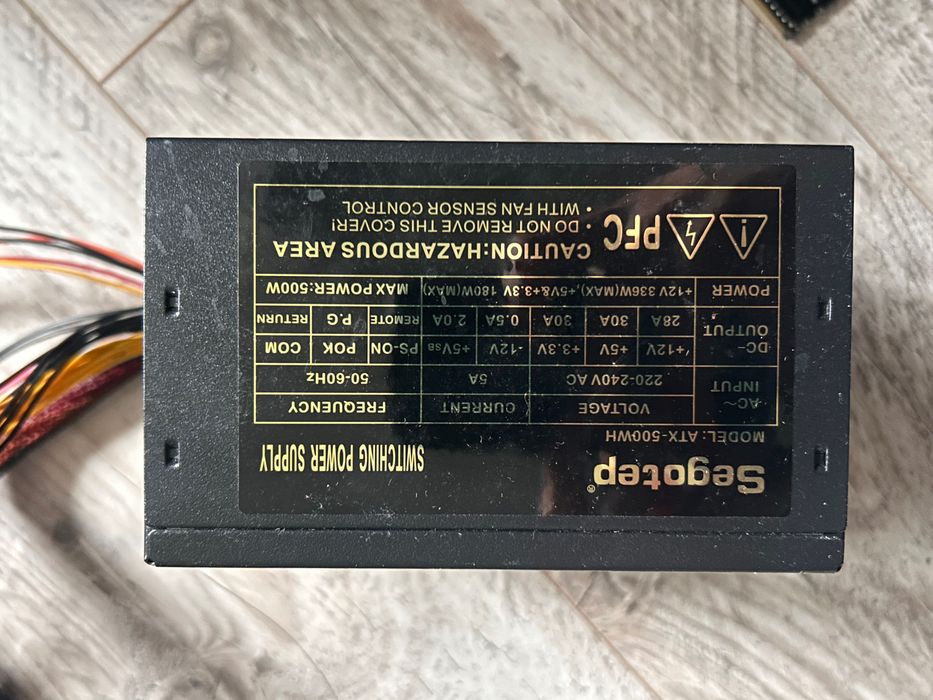 Segotep®
SWITCHING POWER SUPPLY
MODEL: ATX-500WH
AC~ INPUT VOLTAGE CURRENT FREQUENCY
220-240V AC 5A 50-60Hz
DC⎓ OUTPUT +12V +5V +3.3V -12V +5VSB PS-ON POK COM
28A 30A 30A 0.5A 2.0A REMOTE P.G RETURN
POWER +12V 336W(MAX),+5V&+3.3V 180W(MAX) MAX POWER:500W
PFC
CAUTION:HAZARDOUS AREA
• DO NOT REMOVE THIS COVER!
• WITH FAN SENSOR CONTROL